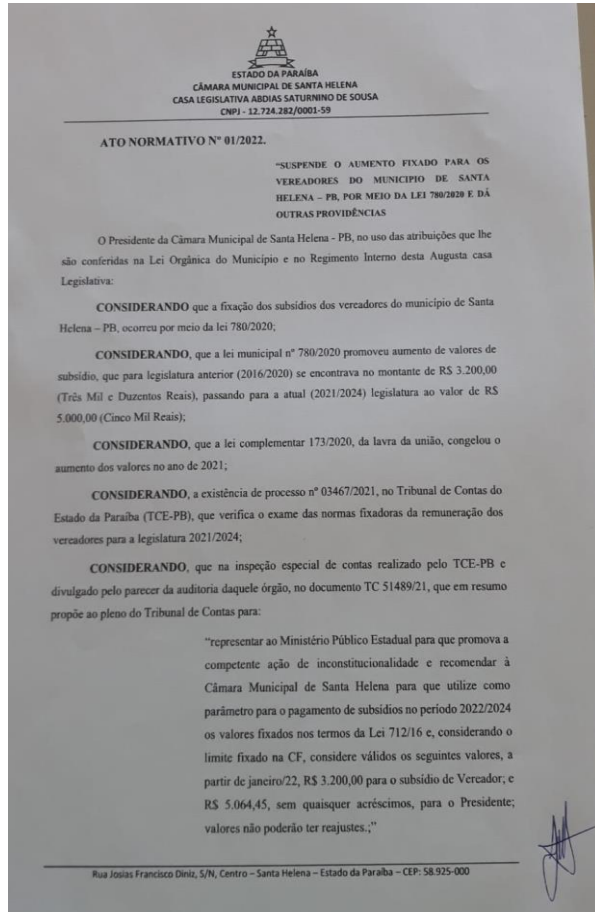 ESTADO DA PARAÍBA
CÂMARA MUNICIPAL DE SANTA HELENA
CASA LEGISLATIVA ABDIAS SATURNINO DE SOUSA
CNPJ - 12.724.282/0001-59
ATO NORMATIVO Nº 01/2022.
"SUSPENDE O AUMENTO FIXADO PARA OS
VEREADORES DO MUNICIPIO DE SANTA
HELENA – PB, POR MEIO DA LEI 780/2020 E DÁ
OUTRAS PROVIDÊNCIAS
O Presidente da Câmara Municipal de Santa Helena - PB, no uso das atribuições que lhe
são conferidas na Lei Orgânica do Município e no Regimento Interno desta Augusta casa
Legislativa:
CONSIDERANDO que a fixação dos subsídios dos vereadores do município de Santa
Helena – PB, ocorreu por meio da lei 780/2020;
CONSIDERANDO, que a lei municipal nº 780/2020 promoveu aumento de valores de
subsídio, que para legislatura anterior (2016/2020) se encontrava no montante de R$ 3.200,00
(Três Mil e Duzentos Reais), passando para a atual (2021/2024) legislatura ao valor de R$
5.000,00 (Cinco Mil Reais);
CONSIDERANDO, que a lei complementar 173/2020, da lavra da união, congelou o
aumento dos valores no ano de 2021;
CONSIDERANDO, a existência de processo nº 03467/2021, no Tribunal de Contas do
Estado da Paraíba (TCE-PB), que verifica o exame das normas fixadoras da remuneração dos
vereadores para a legislatura 2021/2024;
CONSIDERANDO, que na inspeção especial de contas realizado pelo TCE-PB e
divulgado pelo parecer da auditoria daquele órgão, no documento TC 51489/21, que em resumo
propõe ao pleno do Tribunal de Contas para:
"representar ao Ministério Público Estadual para que promova a
competente ação de inconstitucionalidade e recomendar à
Câmara Municipal de Santa Helena para que utilize como
parâmetro para o pagamento de subsídios no período 2022/2024
os valores fixados nos termos da Lei 712/16 e, considerando o
limite fixado na CF, considere válidos os seguintes valores, a
partir de janeiro/22, R$ 3.200,00 para o subsídio de Vereador; e
R$ 5.064,45, sem quaisquer acréscimos, para o Presidente;
valores não poderão ter reajustes.;"
Rua Josias Francisco Diniz, S/N, Centro – Santa Helena – Estado da Paraíba – CEP: 58.925-000